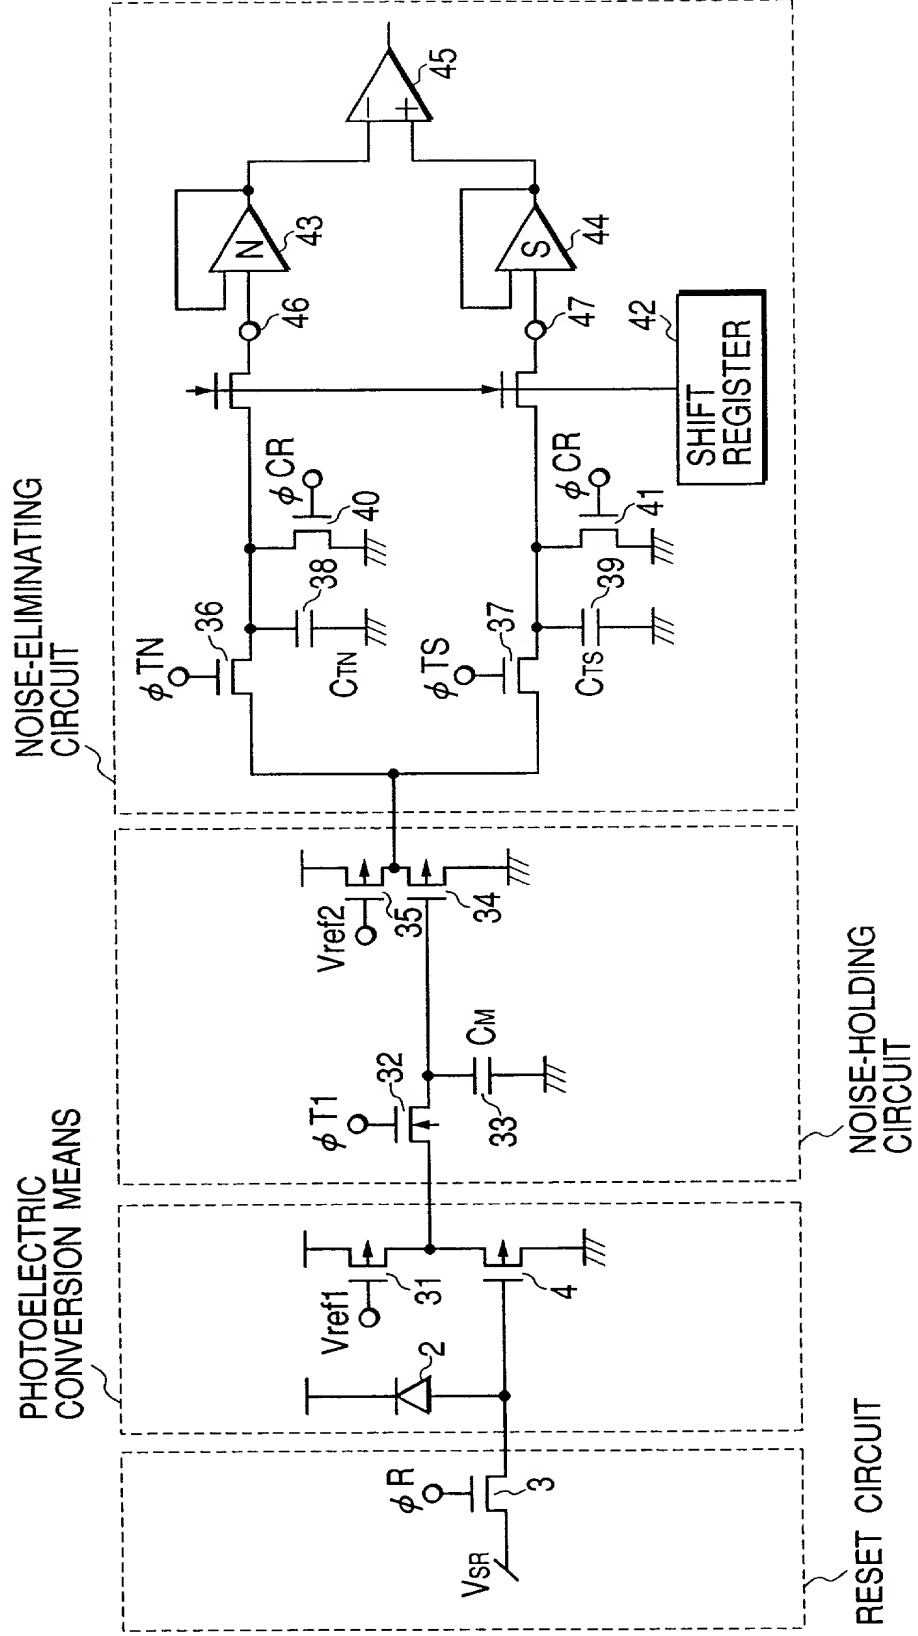 NOISE-ELIMINATING
CIRCUIT
PHOTOELECTRIC
CONVERSION MEANS
RESET CIRCUIT
NOISE-HOLDING
CIRCUIT
VSR
ϕR
3
2
Vref1
31
4
ϕT1
32
33
CM
Vref2
35
34
ϕTN
36
CTN
38
ϕCR
40
ϕTS
37
CTS
39
ϕCR
41
SHIFT
REGISTER
42
46
47
N
43
S
44
−
+
45